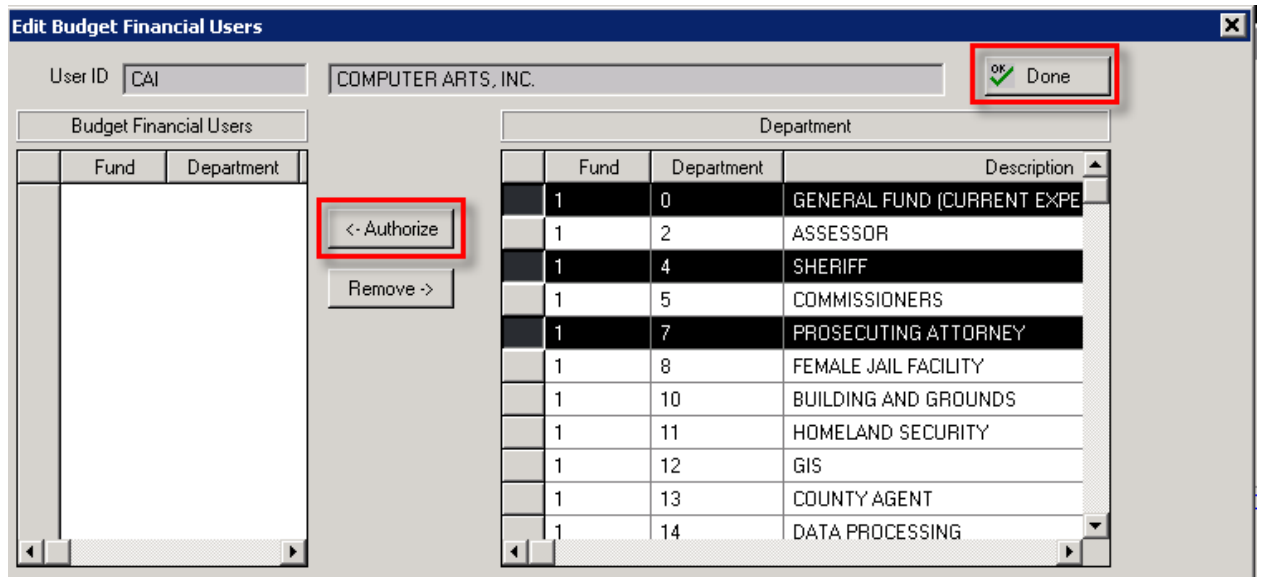 Edit Budget Financial Users
User ID CAI COMPUTER ARTS, INC. OK Done
Budget Financial Users Department
Fund Department Fund Department Description
1 0 GENERAL FUND (CURRENT EXPE
<- Authorize 1 2 ASSESSOR
1 4 SHERIFF
Remove -> 1 5 COMMISSIONERS
1 7 PROSECUTING ATTORNEY
1 8 FEMALE JAIL FACILITY
1 10 BUILDING AND GROUNDS
1 11 HOMELAND SECURITY
1 12 GIS
1 13 COUNTY AGENT
1 14 DATA PROCESSING